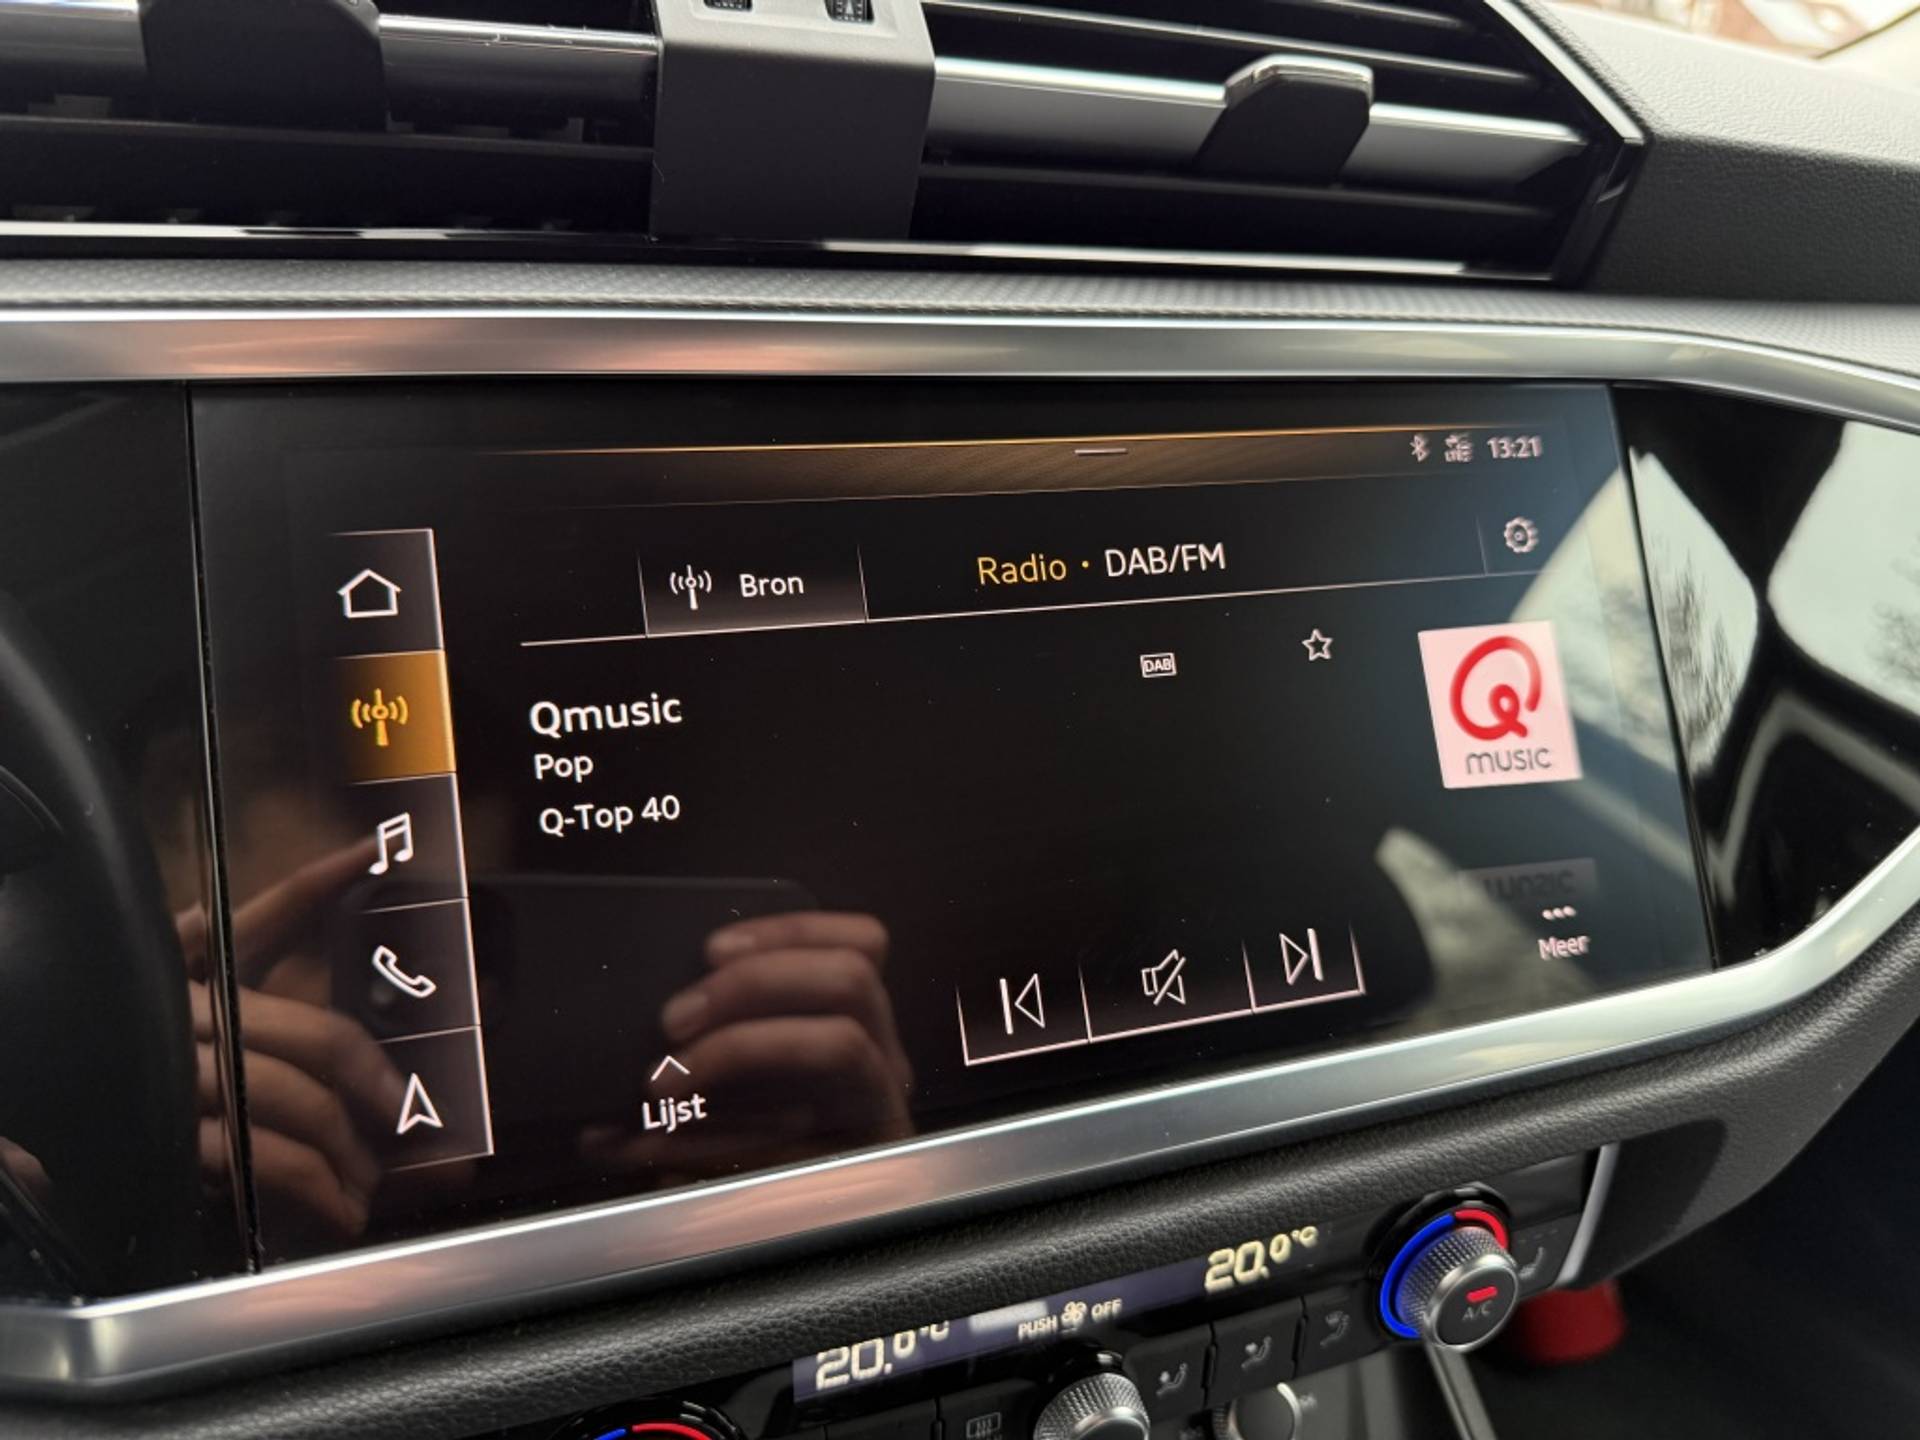 LTE 13:21
Bron
Radio • DAB/FM
DAB
Qmusic
Pop
Q-Top 40
music
Meer
Lijst
20.0°C
PUSH OFF
20.0°C
A/C